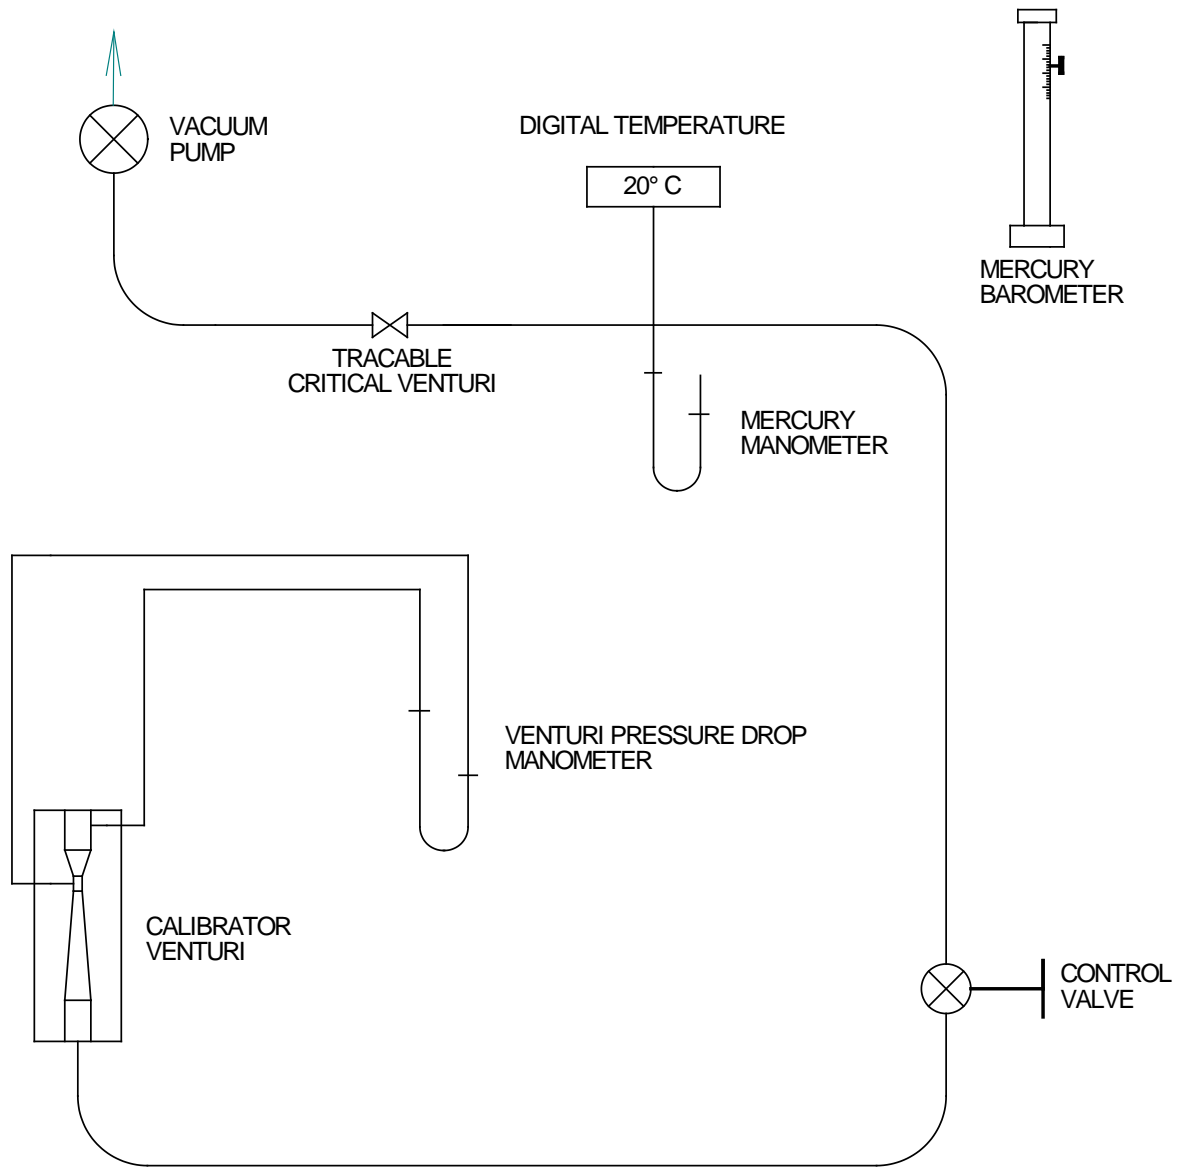 VACUUM
PUMP
DIGITAL TEMPERATURE
20° C
MERCURY
BAROMETER
TRACABLE
CRITICAL VENTURI
MERCURY
MANOMETER
VENTURI PRESSURE DROP
MANOMETER
CALIBRATOR
VENTURI
CONTROL
VALVE